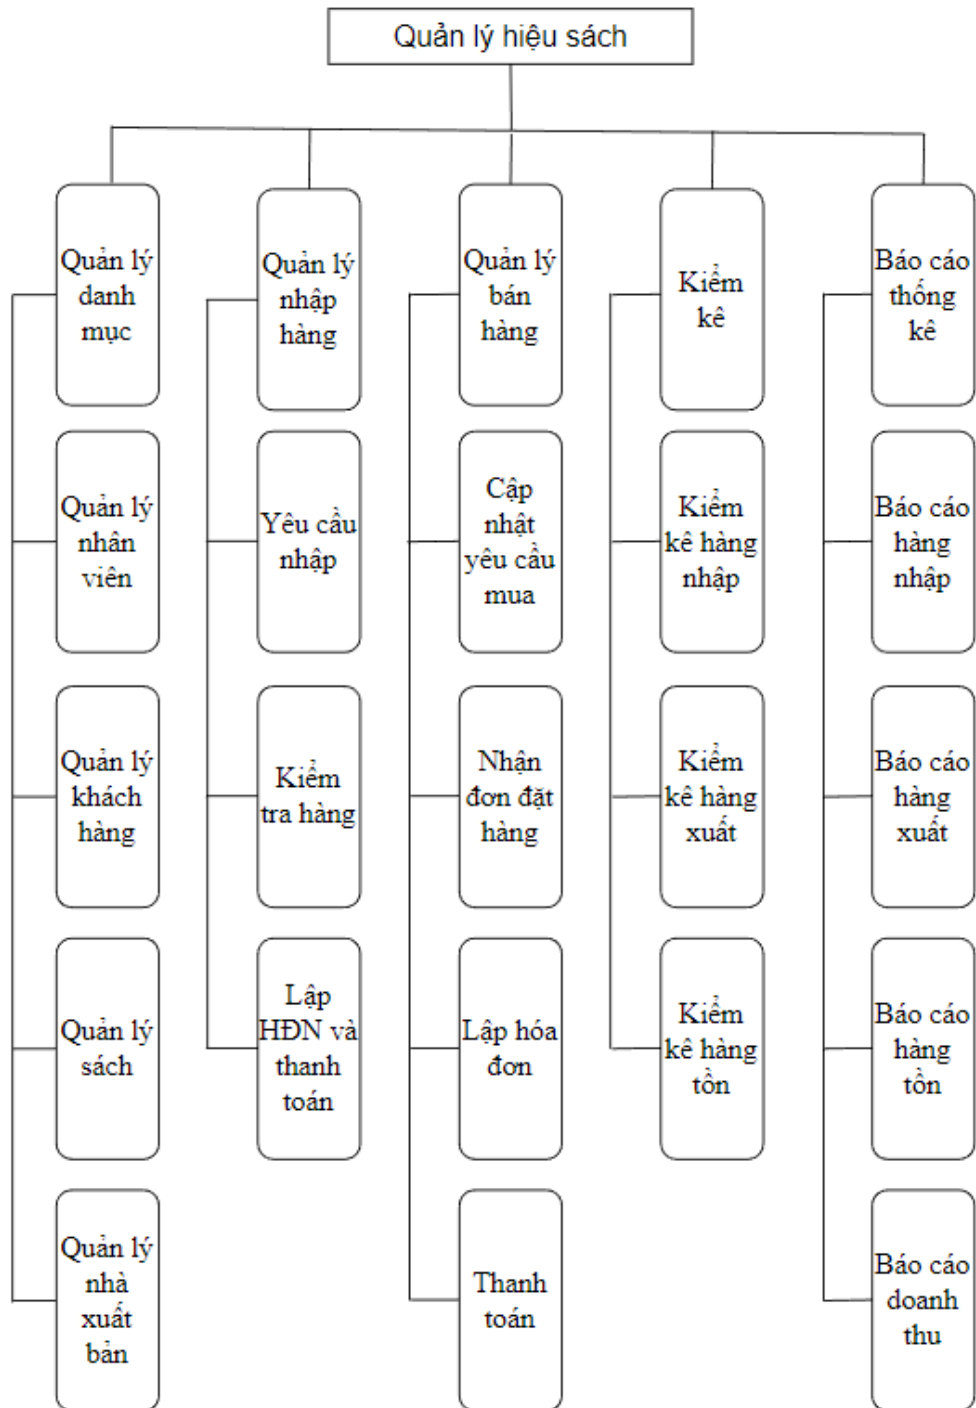 Quản lý hiệu sách
Quản lý
danh
mục
Quản lý
nhập
hàng
Quản lý
bán
hàng
Kiểm
kê
Báo cáo
thống
kê
Quản lý
nhân
viên
Yêu cầu
nhập
Cập
nhật
yêu cầu
mua
Kiểm
kê hàng
nhập
Báo cáo
hàng
nhập
Quản lý
khách
hàng
Kiểm
tra hàng
Nhận
đơn đặt
hàng
Kiểm
kê hàng
xuất
Báo cáo
hàng
xuất
Quản lý
sách
Lập
HĐN và
thanh
toán
Lập hóa
đơn
Kiểm
kê hàng
tồn
Báo cáo
hàng
tồn
Quản lý
nhà
xuất
bản
Thanh
toán
Báo cáo
doanh
thu